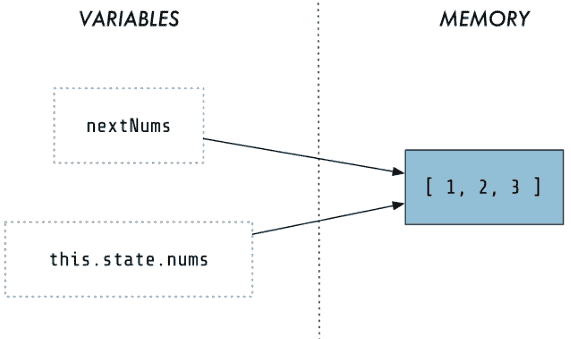 VARIABLES
MEMORY
nextNums
[ 1, 2, 3 ]
this.state.nums